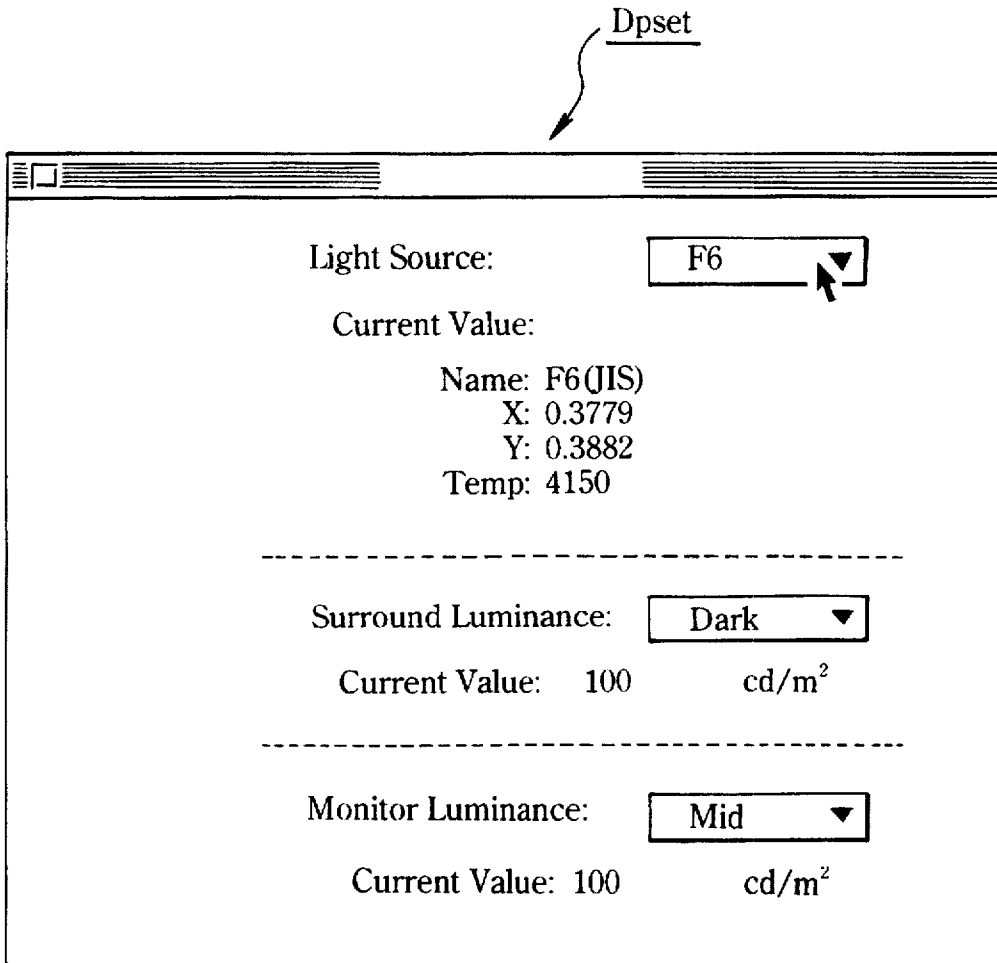 Dpset
Light Source: F6
Current Value:
Name: F6(JIS)
X: 0.3779
Y: 0.3882
Temp: 4150
Surround Luminance: Dark
Current Value: 100 cd/m²
Monitor Luminance: Mid
Current Value: 100 cd/m²